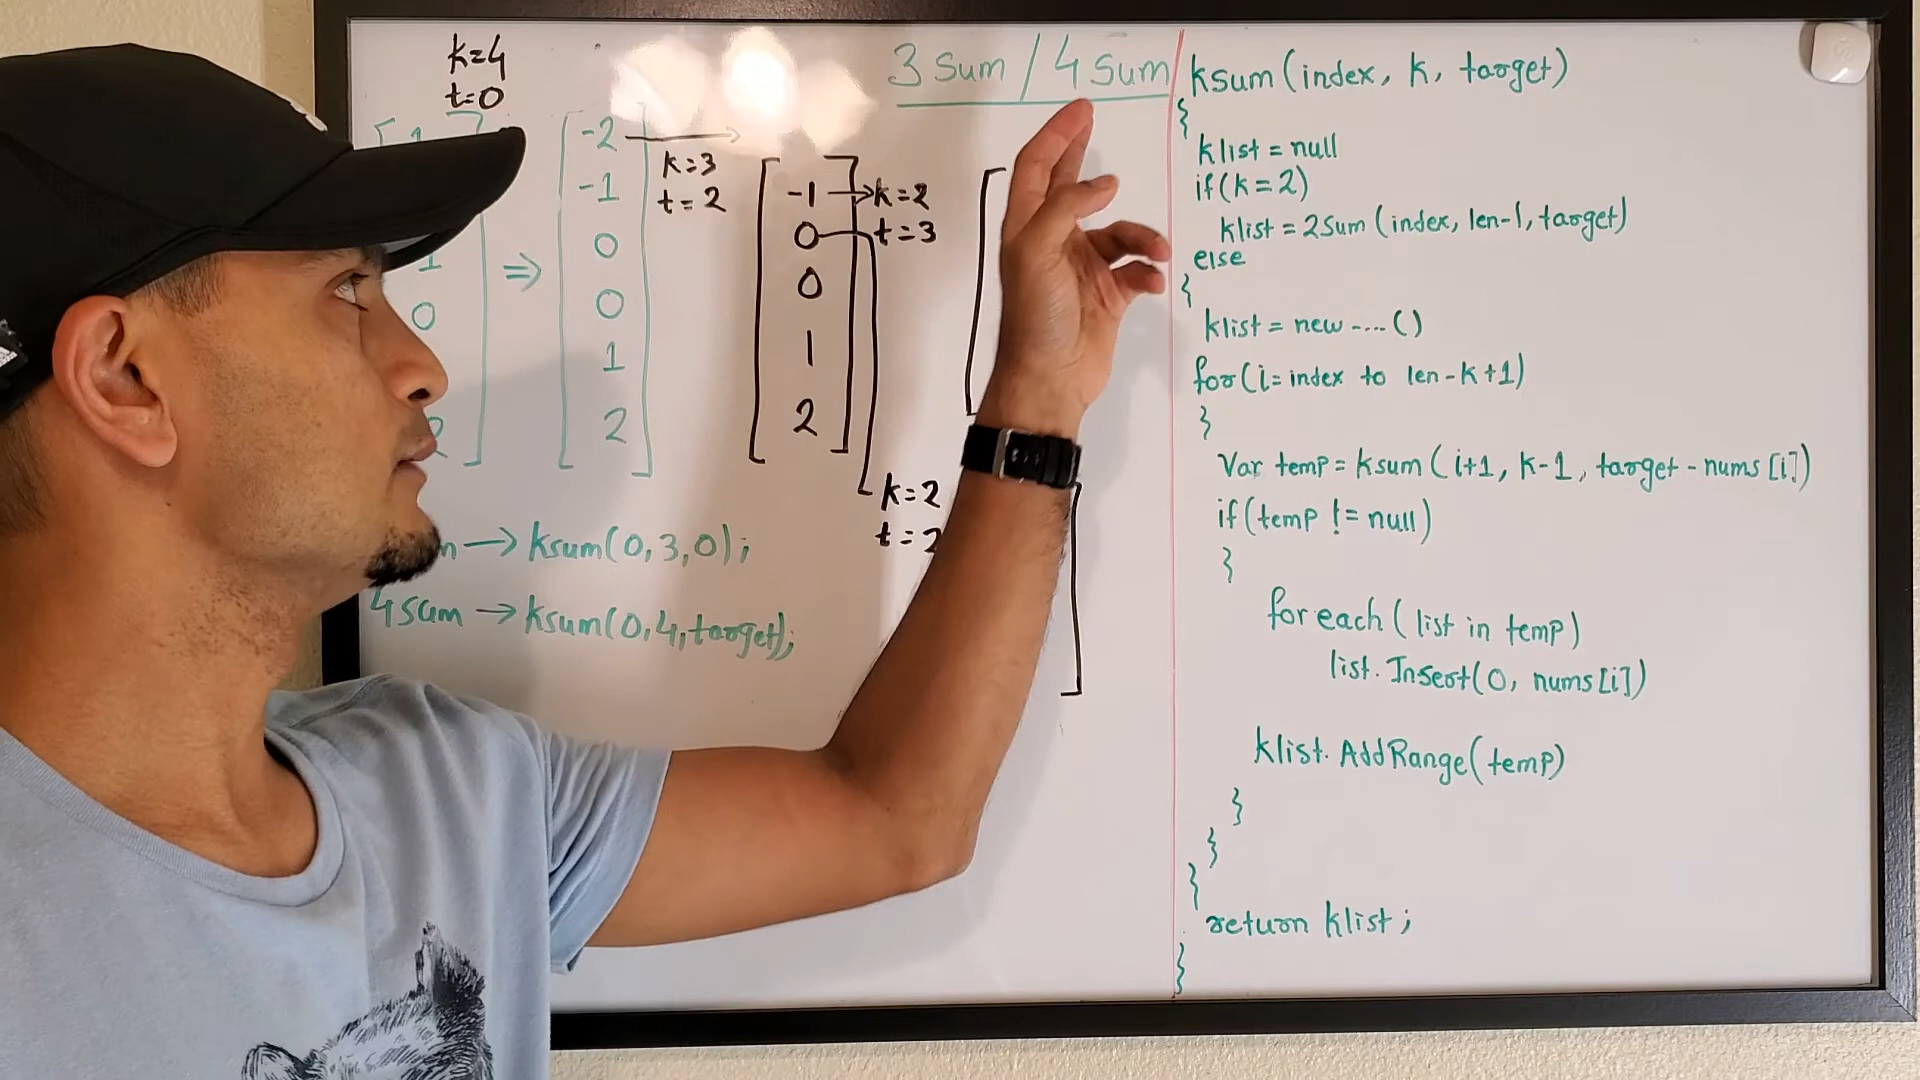 k=4
t=0
3 Sum / 4 Sum
-2
-1
0
0
1
2
k=3
t=2
-1
0
0
1
2
k=2
t=3
k=2
t=2
1
0
2
ksum(0,3,0);
4sum → ksum(0,4,target);
ksum(index, k, target)
{
klist = null
if(k=2)
klist = 2Sum(index, len-1, target)
else
{
klist = new ----()
for(i=index to len-k+1)
}
Var temp = ksum(i+1, k-1, target-nums[i])
if(temp != null)
}
foreach(list in temp)
list.Insert(0, nums[i])
klist.AddRange(temp)
}
}
}
return klist;
}